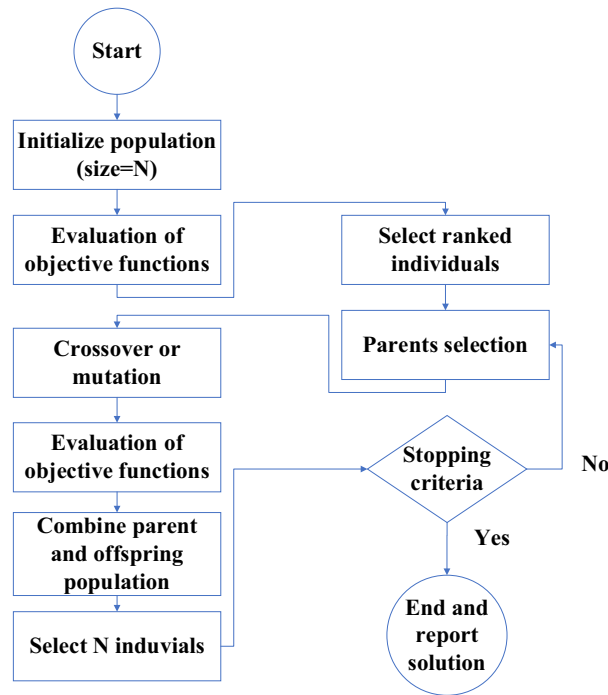 Start
Initialize population
(size=N)
Evaluation of
objective functions
Select ranked
individuals
Parents selection
Crossover or
mutation
Evaluation of
objective functions
Combine parent
and offspring
population
Select N induvials
Stopping
criteria
No
Yes
End and
report
solution